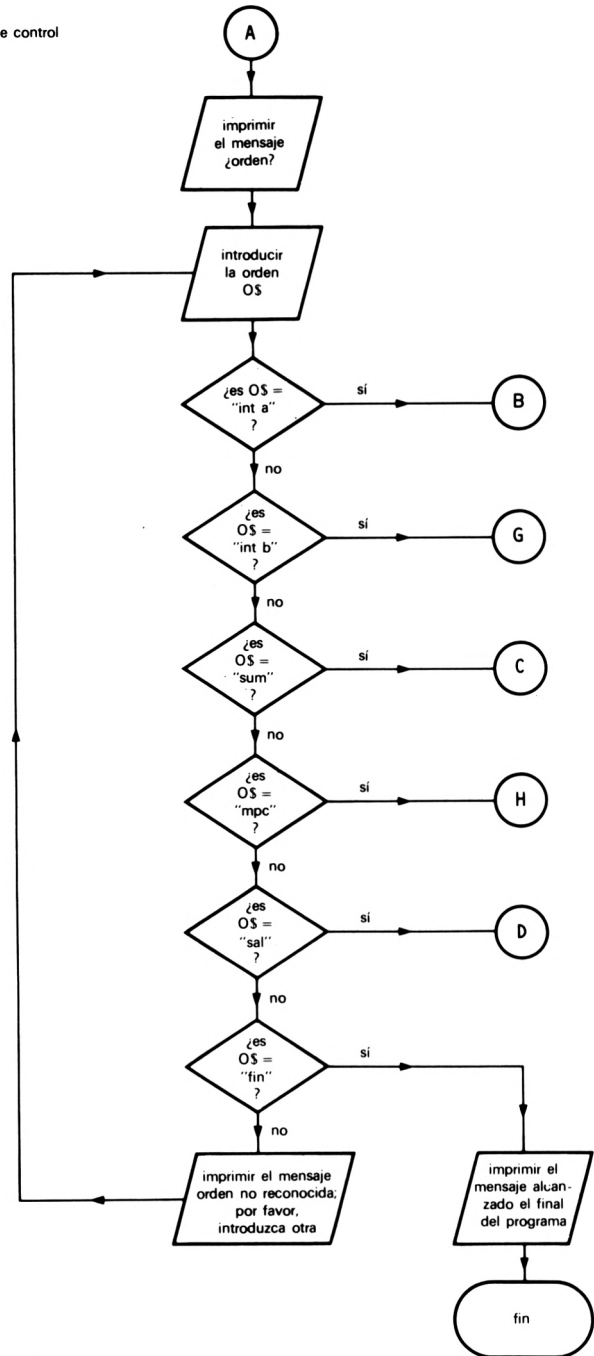 e control
A
imprimir
el mensaje
¿orden?
introducir
la orden
O$
¿es O$ =
"int a"
?
sí
B
no
¿es
O$ =
"int b"
?
sí
G
no
¿es
O$ =
"sum"
?
sí
C
no
¿es
O$ =
"mpc"
?
sí
H
no
¿es
O$ =
"sal"
?
sí
D
no
¿es
O$ =
"fin"
?
sí
no
imprimir el mensaje
orden no reconocida;
por favor,
introduzca otra
imprimir el
mensaje alcan-
zado el final
del programa
fin